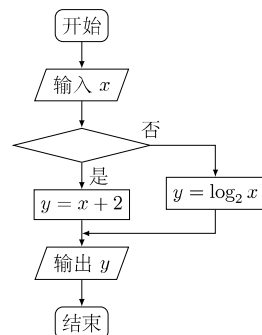 开始
输入 x
否
是
y = x + 2
y = log₂ x
输出 y
结束